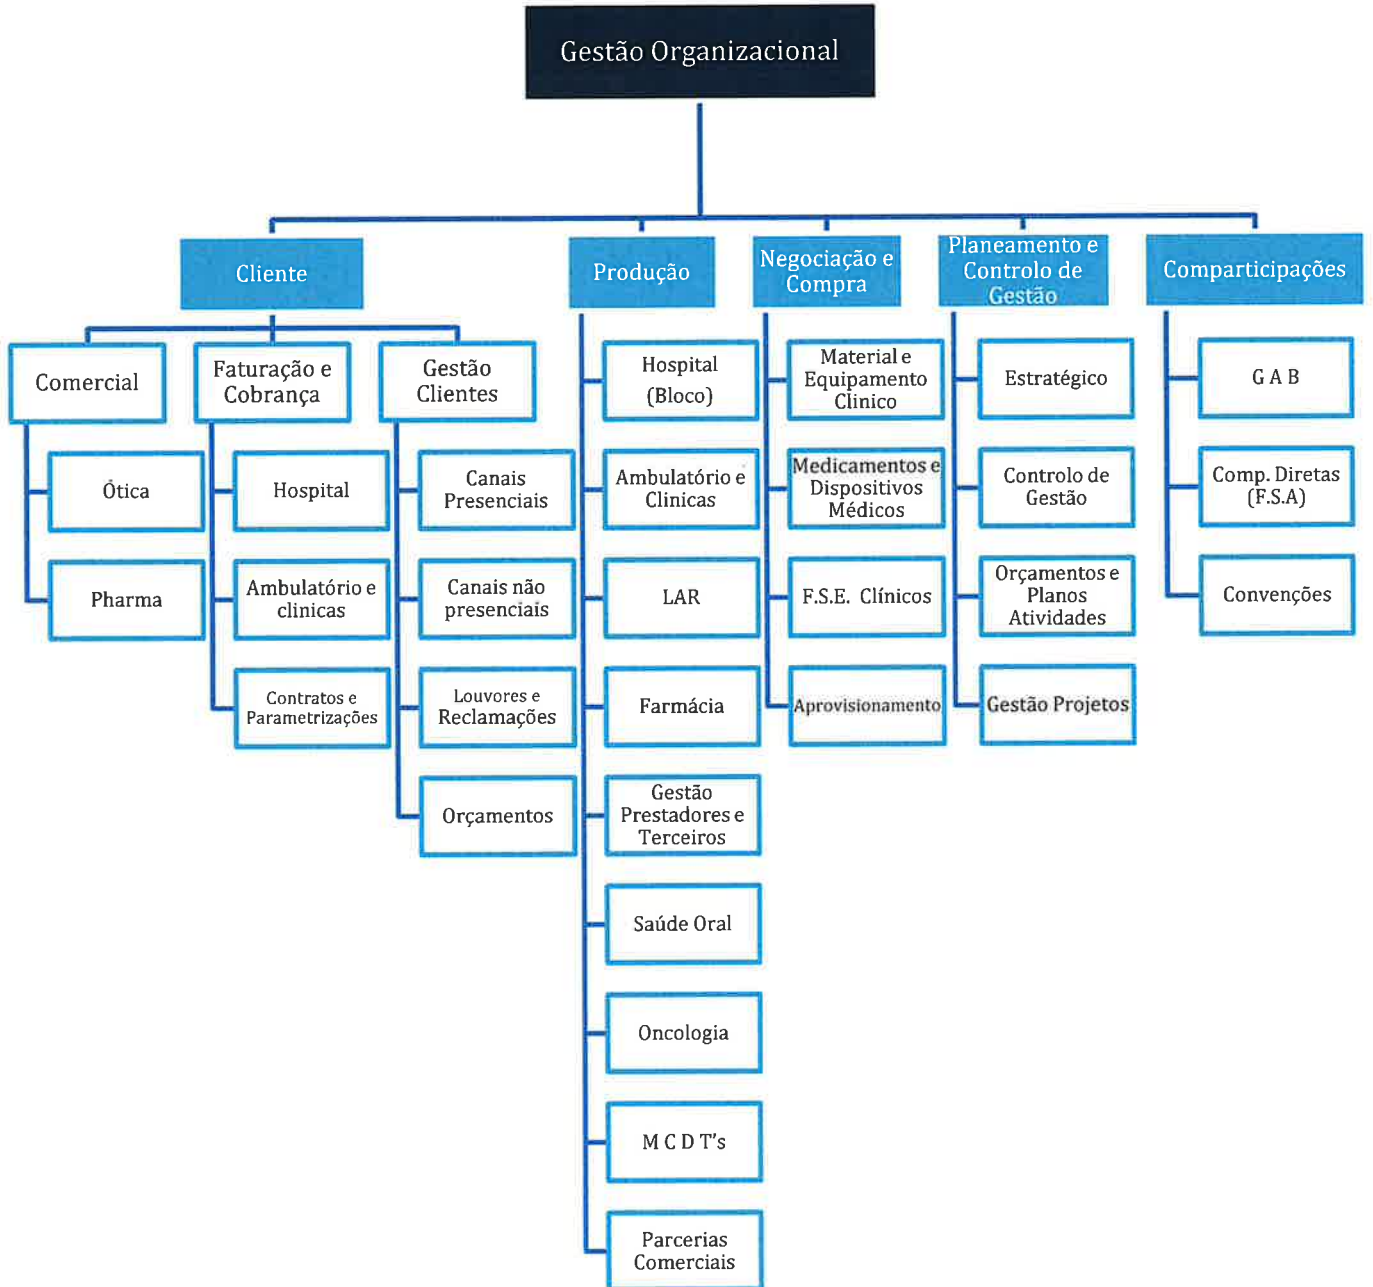 Gestão Organizacional
Cliente
Produção
Negociação e
Compra
Planeamento e
Controlo de
Gestão
Comparticipações
Comercial
Faturação e
Cobrança
Gestão
Clientes
Ótica
Pharma
Hospital
Ambulatório e
clinicas
Contratos e
Parametrizações
Canais
Presenciais
Canais não
presenciais
Louvores e
Reclamações
Orçamentos
Hospital
(Bloco)
Ambulatório e
Clinicas
LAR
Farmácia
Gestão
Prestadores e
Terceiros
Saúde Oral
Oncologia
M C D T's
Parcerias
Comerciais
Material e
Equipamento
Clinico
Medicamentos e
Dispositivos
Médicos
F.S.E. Clínicos
Aprovisionamento
Estratégico
Controlo de
Gestão
Orçamentos e
Planos
Atividades
Gestão Projetos
G A B
Comp. Diretas
(F.S.A)
Convenções